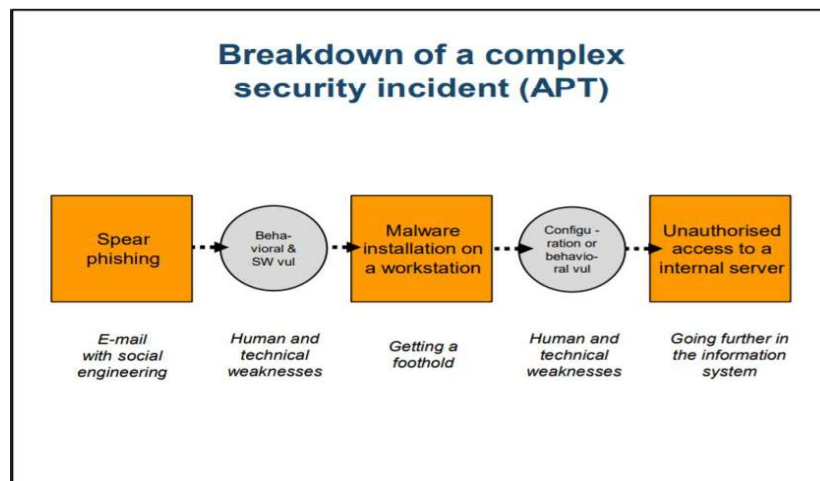 Breakdown of a complex
security incident (APT)
Spear
phishing
Beha-
vioral &
SW vul
Malware
installation on
a workstation
Configu -
ration or
behavio-
ral vul
Unauthorised
access to a
internal server
E-mail
with social
engineering
Human and
technical
weaknesses
Getting a
foothold
Human and
technical
weaknesses
Going further in
the information
system